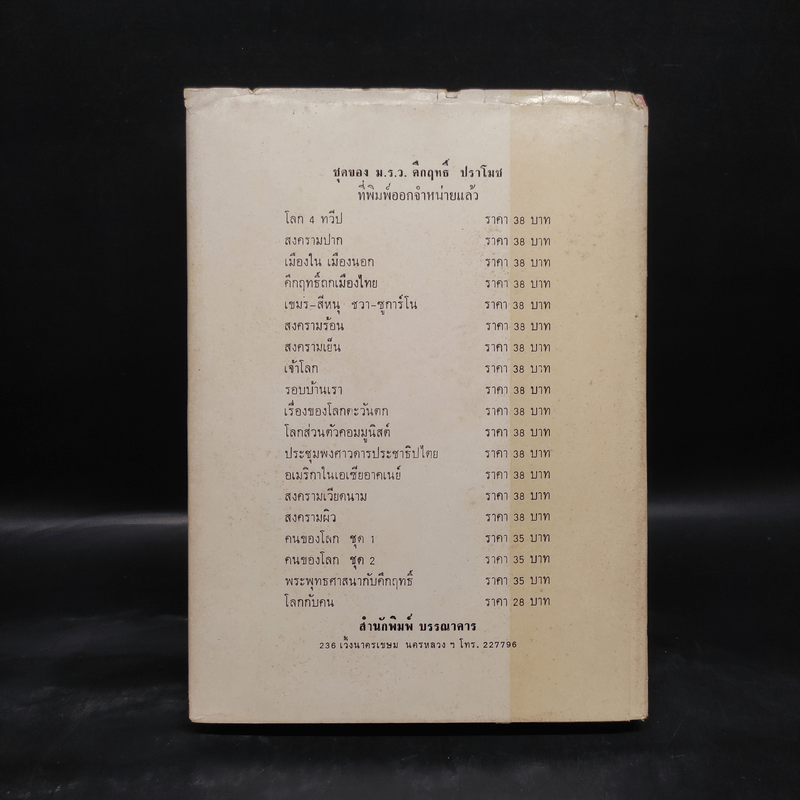 ชุดของ ม.ร.ว. คึกฤทธิ์ ปราโมช
ที่พิมพ์ออกจำหน่ายแล้ว
โลก 4 ทวีป ราคา 38 บาท
สงครามปาก ราคา 38 บาท
เมืองใน เมืองนอก ราคา 38 บาท
คึกฤทธิ์ถกเมืองไทย ราคา 38 บาท
เขมร-สีหนุ ชวา-ซูการ์โน ราคา 38 บาท
สงครามร้อน ราคา 38 บาท
สงครามเย็น ราคา 38 บาท
เจ้าโลก ราคา 38 บาท
รอบบ้านเรา ราคา 38 บาท
เรื่องของโลกตะวันตก ราคา 38 บาท
โลกส่วนตัวคอมมูนิสต์ ราคา 38 บาท
ประชุมพงศาวดารประชาธิปไตย ราคา 38 บาท
อเมริกาในเอเซียอาคเนย์ ราคา 38 บาท
สงครามเวียดนาม ราคา 38 บาท
สงครามผิว ราคา 38 บาท
คนของโลก ชุด 1 ราคา 35 บาท
คนของโลก ชุด 2 ราคา 35 บาท
พระพุทธศาสนากับคึกฤทธิ์ ราคา 35 บาท
โลกกับคน ราคา 28 บาท
สำนักพิมพ์ บรรณาคาร
236 เวิ้งนาครเขษม นครหลวง ฯ โทร. 227796